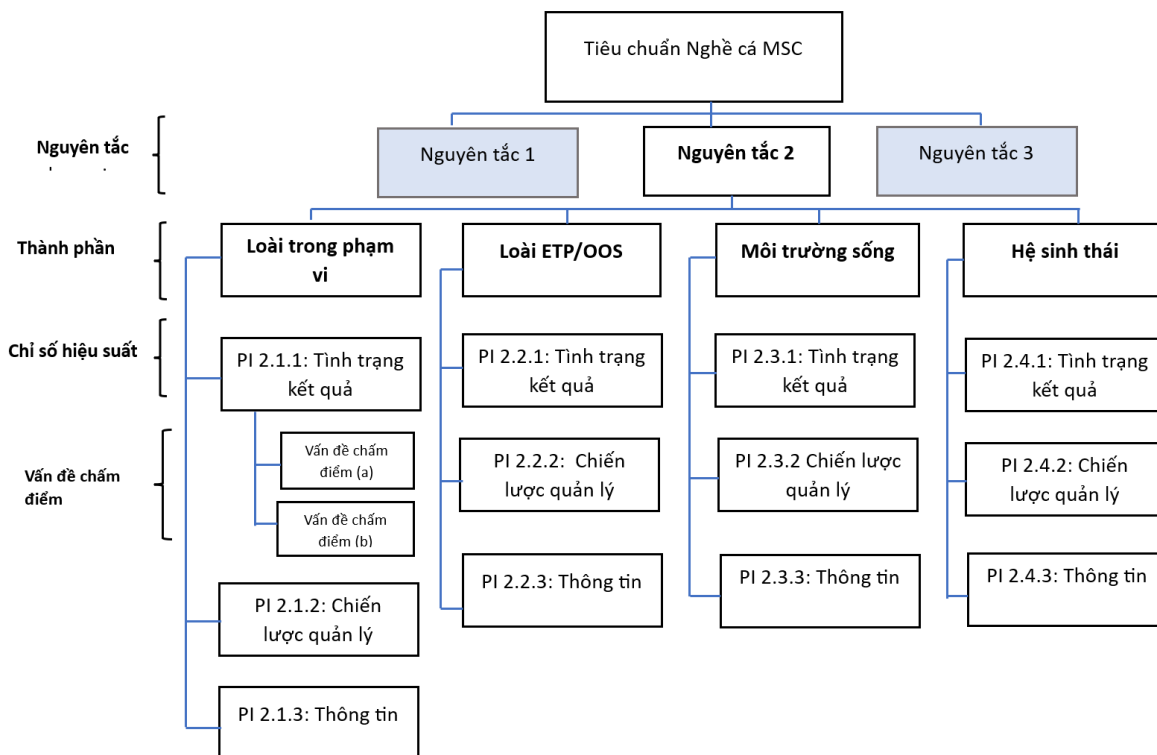 Tiêu chuẩn Nghề cá MSC
Nguyên tắc
Nguyên tắc 1
Nguyên tắc 2
Nguyên tắc 3
Thành phần
Loài trong phạm
vi
Loài ETP/OOS
Môi trường sống
Hệ sinh thái
Chỉ số hiệu suất
PI 2.1.1: Tình trạng
kết quả
PI 2.2.1: Tình trạng
kết quả
PI 2.3.1: Tình trạng
kết quả
PI 2.4.1: Tình trạng
kết quả
Vấn đề chấm
điểm
Vấn đề chấm
điểm (a)
Vấn đề chấm
điểm (b)
PI 2.2.2: Chiến
lược quản lý
PI 2.3.2 Chiến lược
quản lý
PI 2.4.2: Chiến
lược quản lý
PI 2.2.3: Thông tin
PI 2.3.3: Thông tin
PI 2.4.3: Thông tin
PI 2.1.2: Chiến
lược quản lý
PI 2.1.3: Thông tin